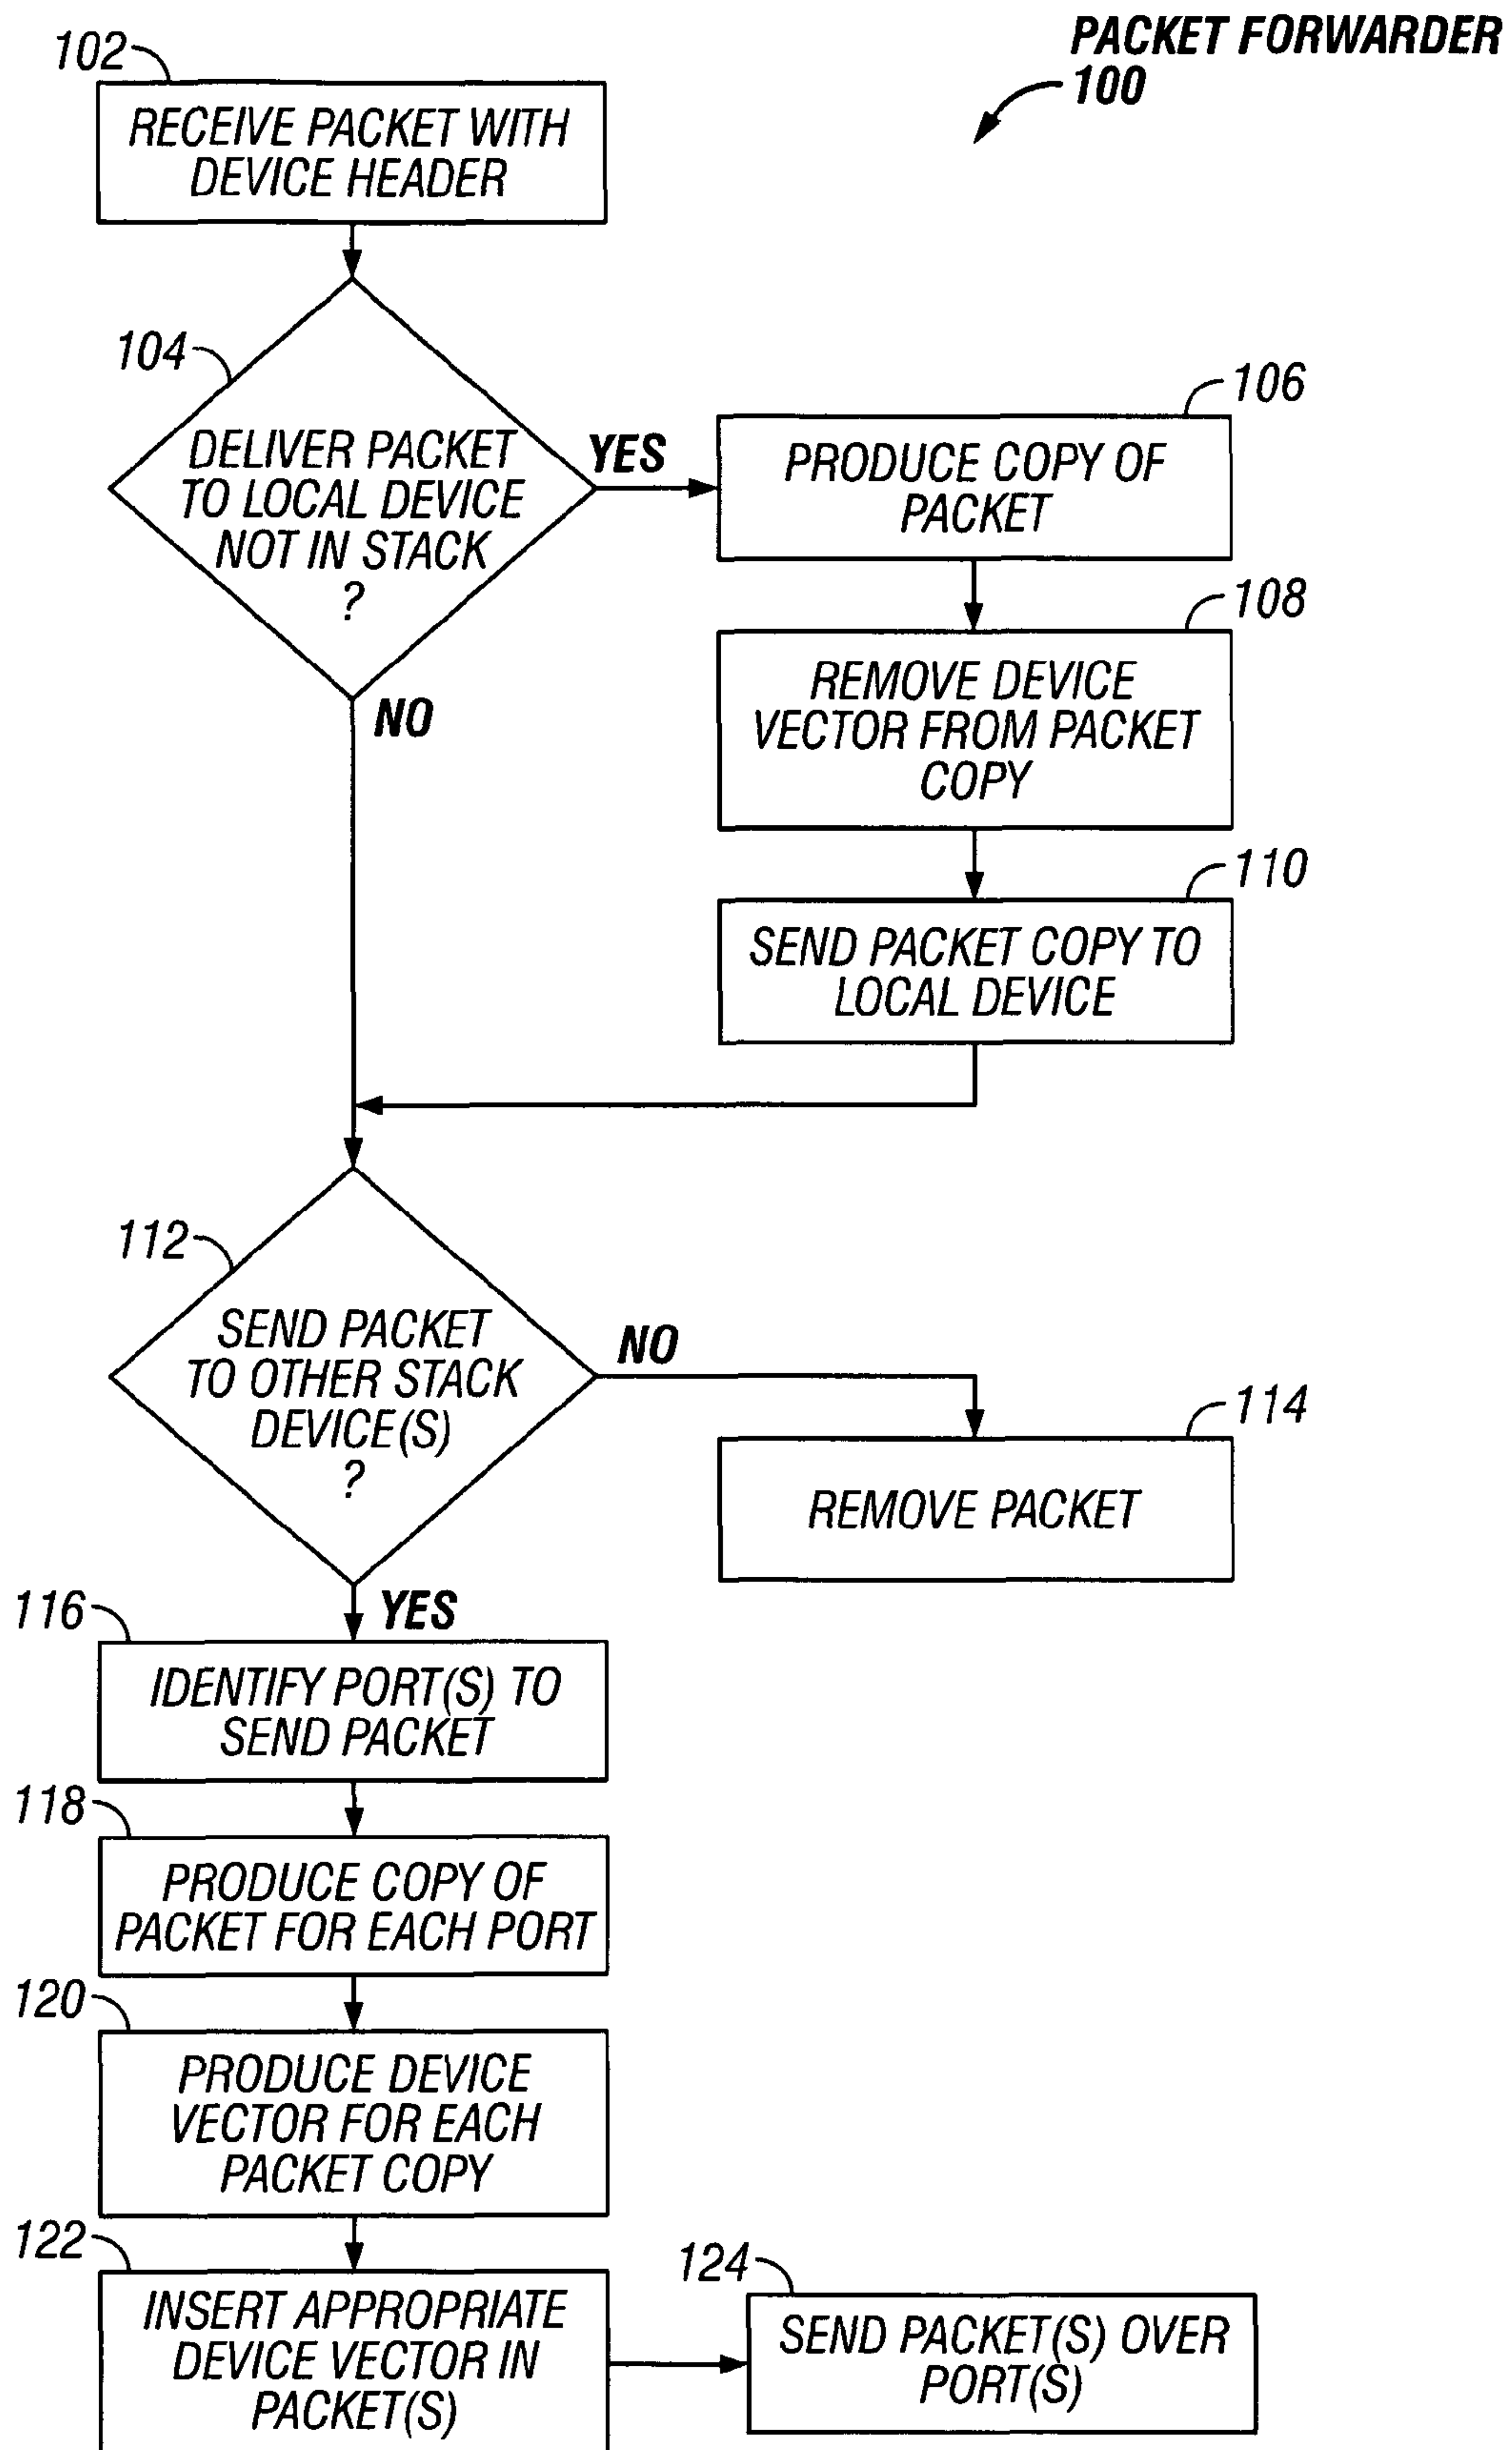 PACKET FORWARDER
100
102
RECEIVE PACKET WITH
DEVICE HEADER
104
DELIVER PACKET
TO LOCAL DEVICE
NOT IN STACK
?
YES
NO
106
PRODUCE COPY OF
PACKET
108
REMOVE DEVICE
VECTOR FROM PACKET
COPY
110
SEND PACKET COPY TO
LOCAL DEVICE
112
SEND PACKET
TO OTHER STACK
DEVICE(S)
?
NO
YES
114
REMOVE PACKET
116
IDENTIFY PORT(S) TO
SEND PACKET
118
PRODUCE COPY OF
PACKET FOR EACH PORT
120
PRODUCE DEVICE
VECTOR FOR EACH
PACKET COPY
122
INSERT APPROPRIATE
DEVICE VECTOR IN
PACKET(S)
124
SEND PACKET(S) OVER
PORT(S)